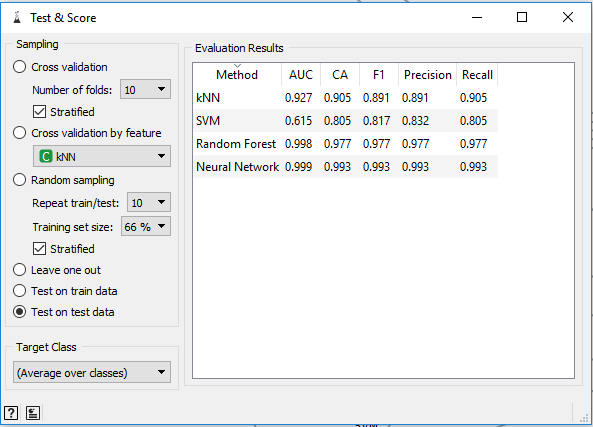 Test & Score
Sampling
Cross validation
Number of folds: 10
Stratified
Cross validation by feature
C kNN
Random sampling
Repeat train/test: 10
Training set size: 66 %
Stratified
Leave one out
Test on train data
Test on test data
Target Class
(Average over classes)
Evaluation Results
Method AUC CA F1 Precision Recall
kNN 0.927 0.905 0.891 0.891 0.905
SVM 0.615 0.805 0.817 0.832 0.805
Random Forest 0.998 0.977 0.977 0.977 0.977
Neural Network 0.999 0.993 0.993 0.993 0.993
?
SVM